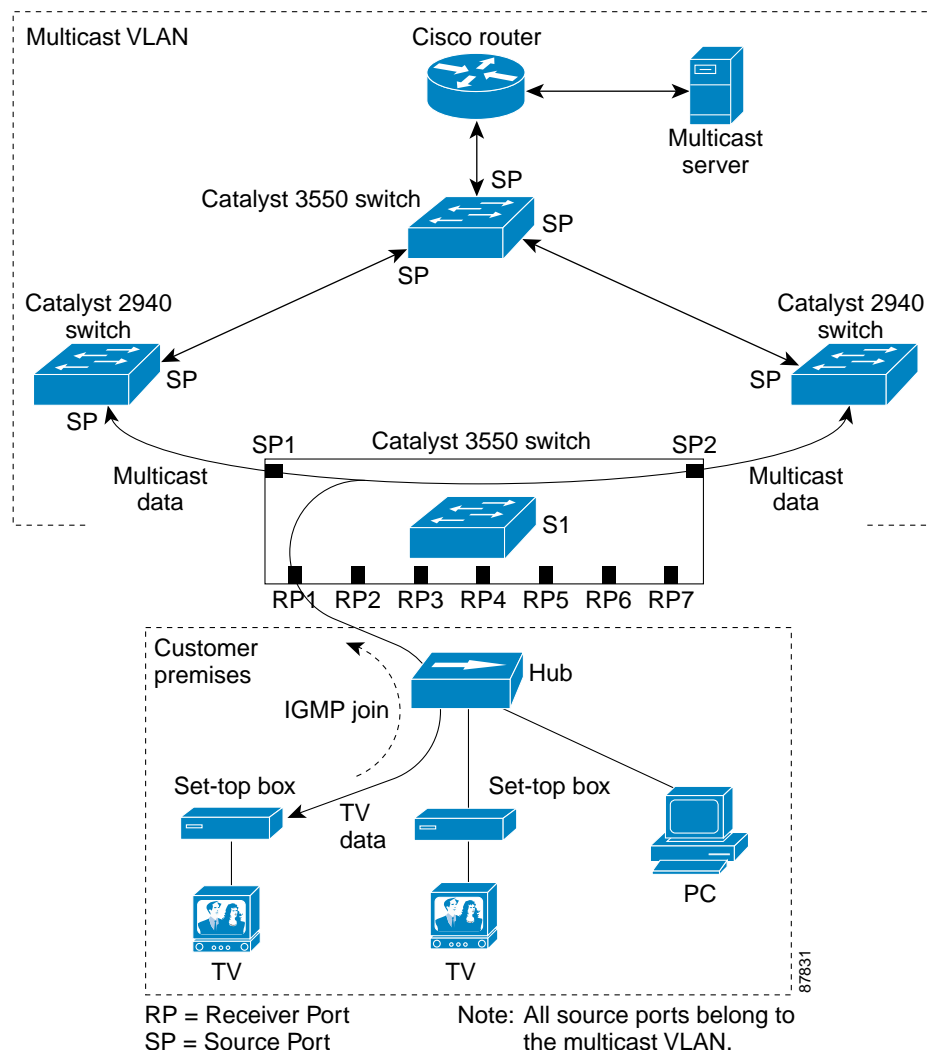 Multicast VLAN
Cisco router
Multicast
server
SP
Catalyst 3550 switch
SP
SP
Catalyst 2940
switch
Catalyst 2940
switch
SP
SP
SP
SP1
Catalyst 3550 switch
SP2
Multicast
data
Multicast
data
S1
RP1
RP2
RP3
RP4
RP5
RP6
RP7
Customer
premises
Hub
IGMP join
Set-top box
Set-top box
TV
data
PC
TV
TV
87831
RP = Receiver Port
SP = Source Port
Note: All source ports belong to
the multicast VLAN.